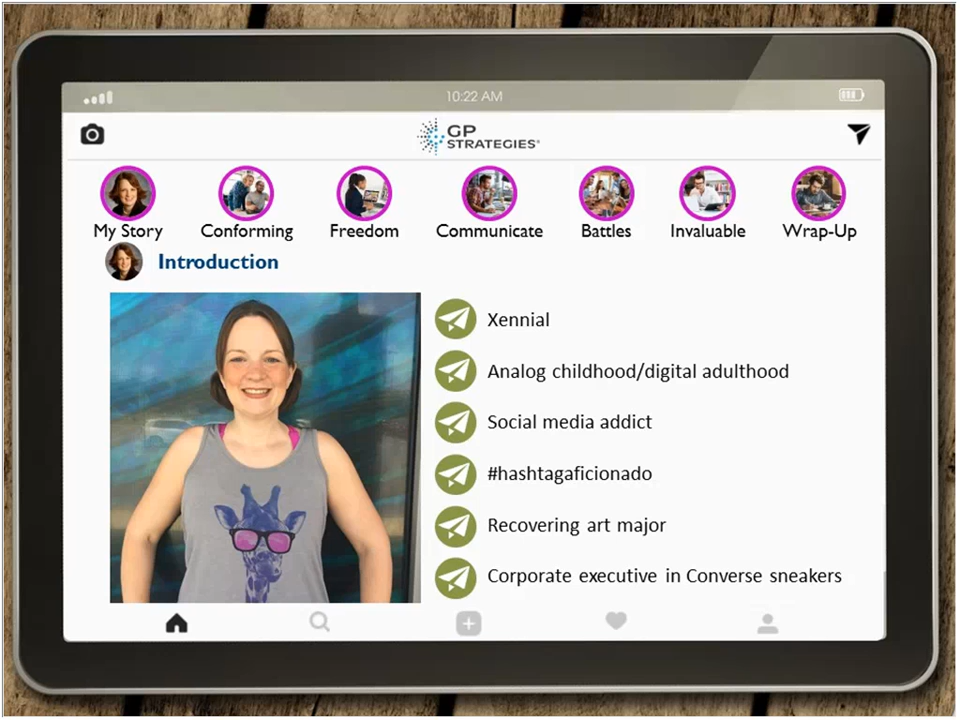 10:22 AM
GP
STRATEGIES®
My Story
Conforming
Freedom
Communicate
Battles
Invaluable
Wrap-Up
Introduction
Xennial
Analog childhood/digital adulthood
Social media addict
#hashtagaficionado
Recovering art major
Corporate executive in Converse sneakers